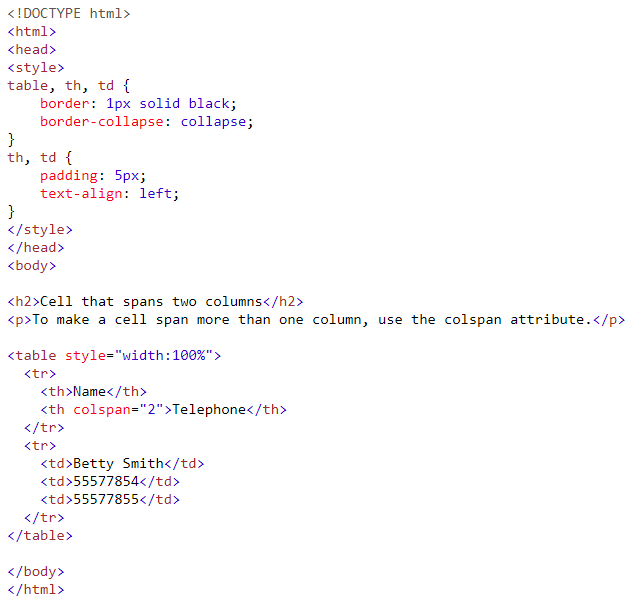 <!DOCTYPE html>
<html>
<head>
<style>
table, th, td {
    border: 1px solid black;
    border-collapse: collapse;
}
th, td {
    padding: 5px;
    text-align: left;
}
</style>
</head>
<body>

<h2>Cell that spans two columns</h2>
<p>To make a cell span more than one column, use the colspan attribute.</p>

<table style="width:100%">
  <tr>
    <th>Name</th>
    <th colspan="2">Telephone</th>
  </tr>
  <tr>
    <td>Betty Smith</td>
    <td>55577854</td>
    <td>55577855</td>
  </tr>
</table>

</body>
</html>